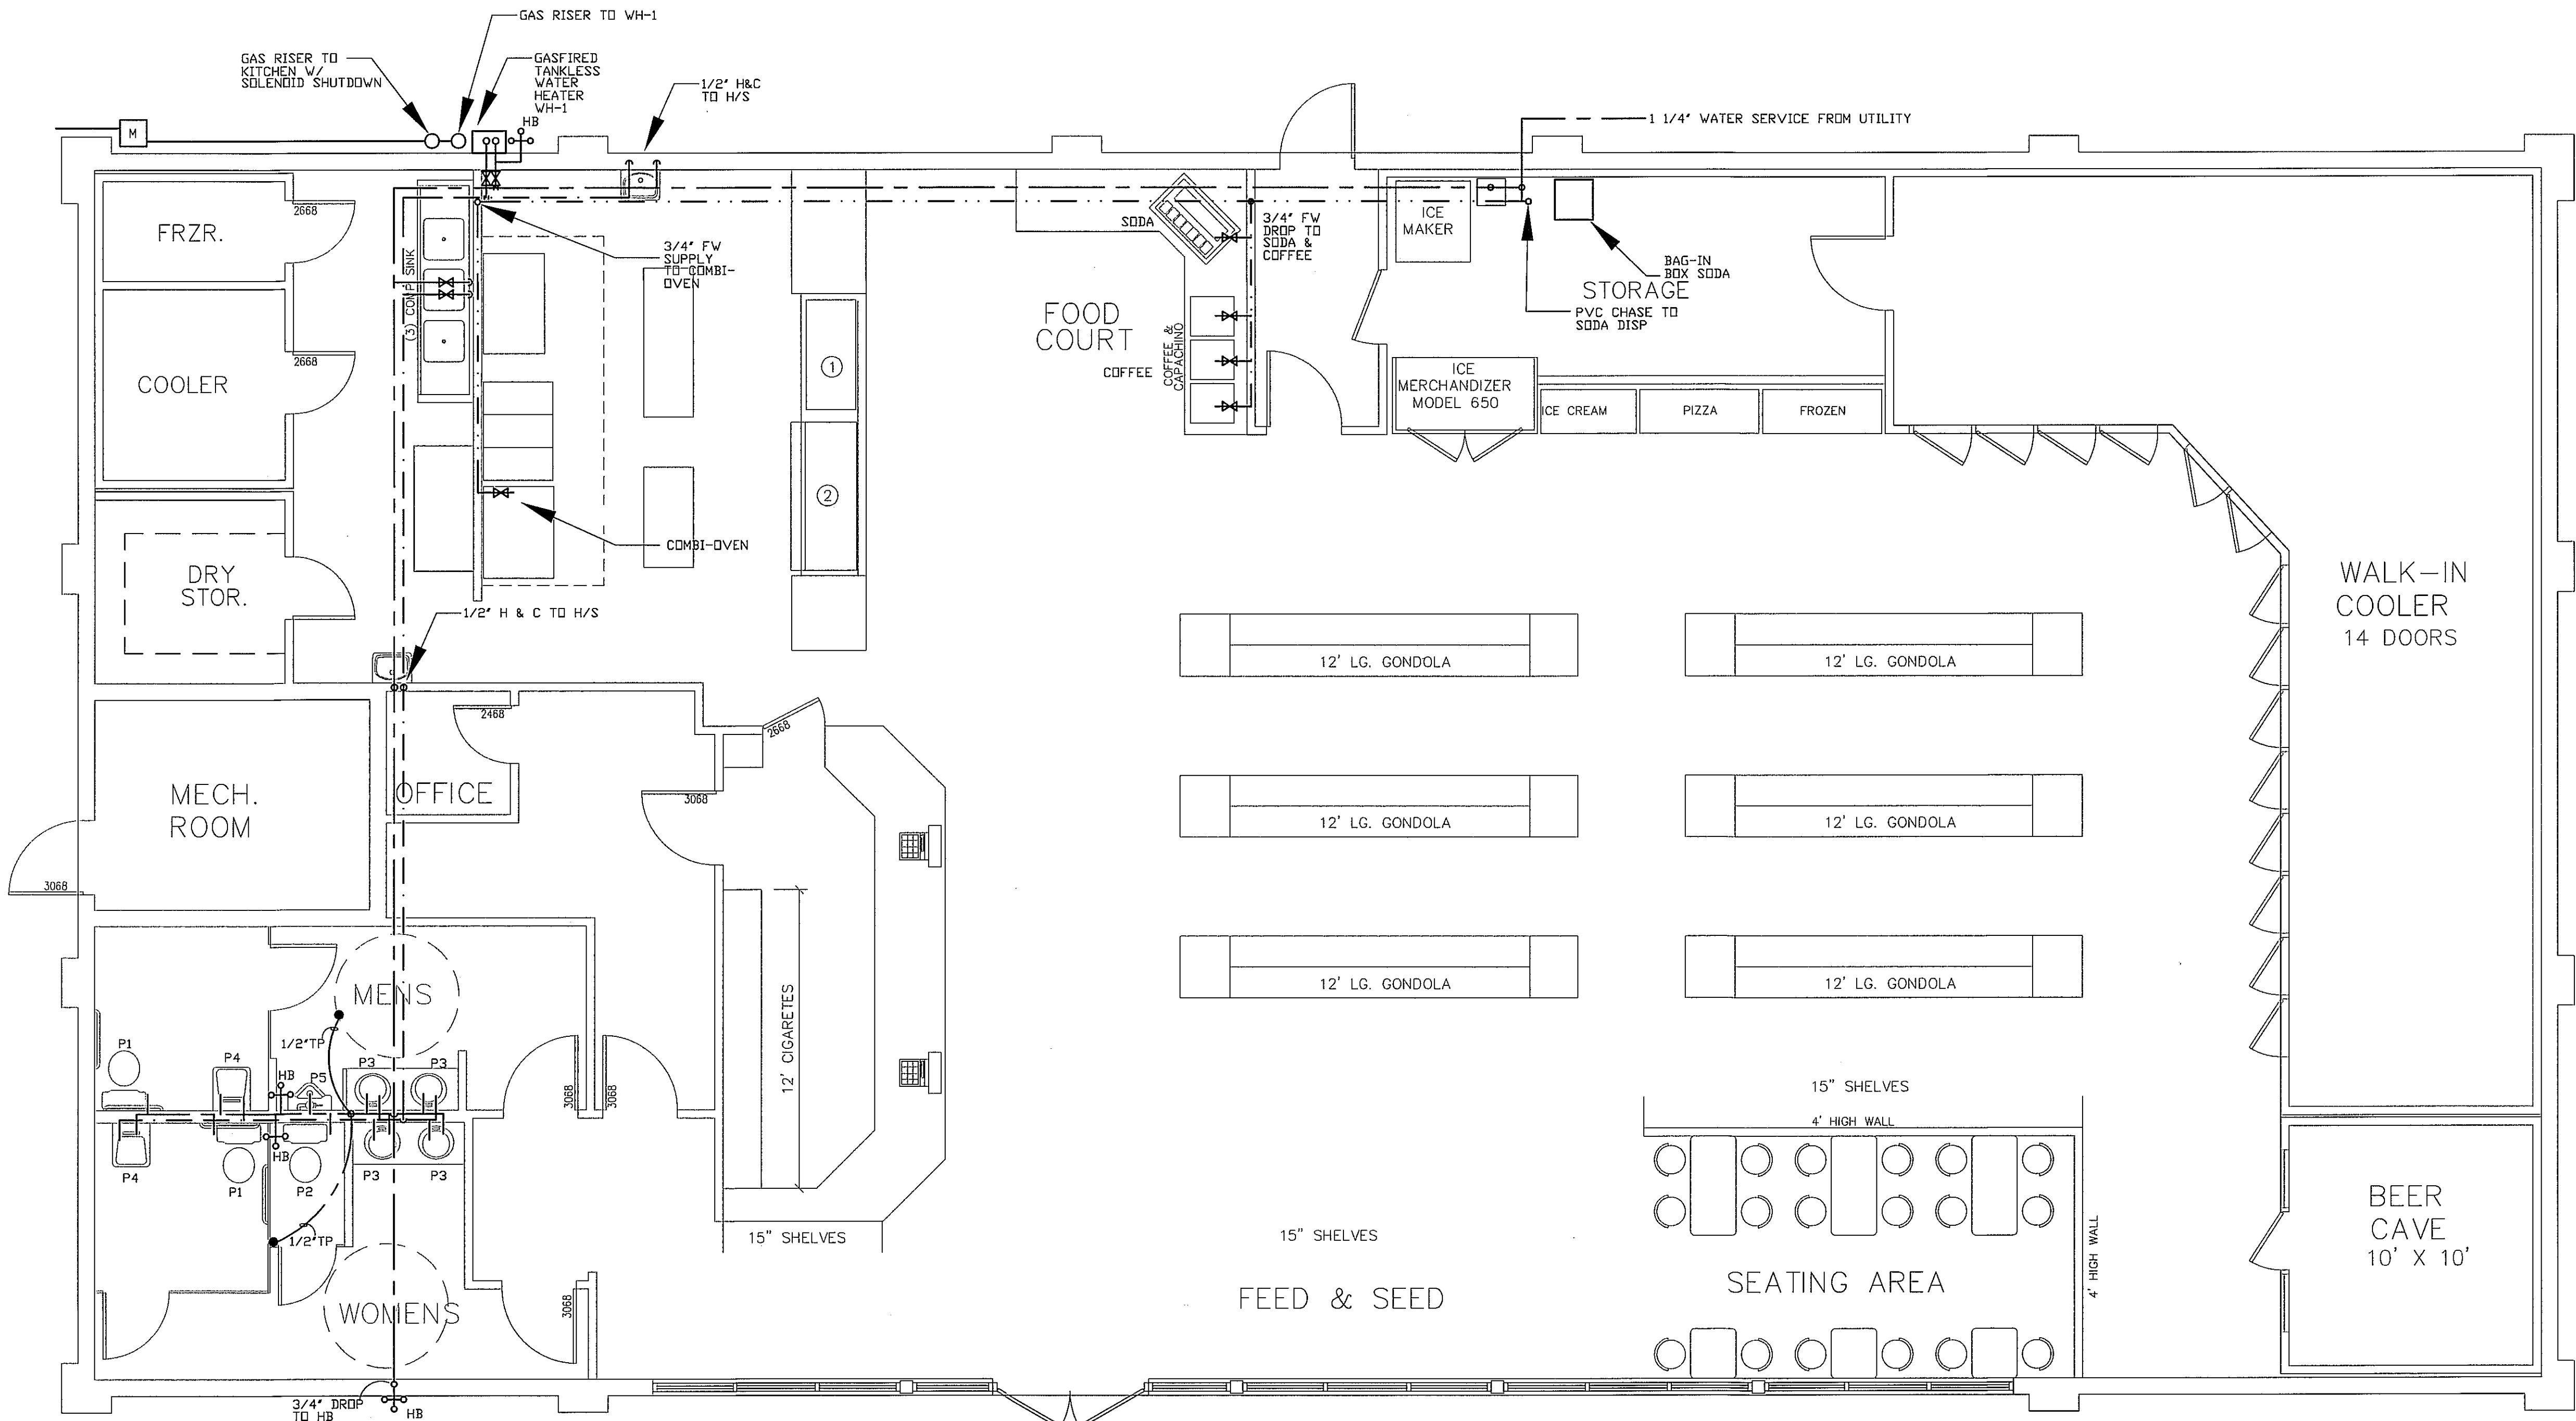 GAS RISER TO WH-1
GAS RISER TO
KITCHEN W/
SOLENOID SHUTDOWN
GASFIRED
TANKLESS
WATER
HEATER
WH-1
HB
1/2" H&C
TO H/S
M
1 1/4" WATER SERVICE FROM UTILITY
FRZR.
2668
COOLER
2668
(3) COMP SINK
3/4" FW
SUPPLY
TO COMBI-
OVEN
COMBI-OVEN
DRY
STOR.
1/2" H & C TO H/S
1
2
FOOD
COURT
SODA
3/4" FW
DROP TO
SODA &
COFFEE
COFFEE
COFFEE &
CAPACHINO
ICE
MAKER
BAG-IN
BOX SODA
STORAGE
PVC CHASE TO
SODA DISP
ICE
MERCHANDIZER
MODEL 650
ICE CREAM
PIZZA
FROZEN
WALK-IN
COOLER
14 DOORS
12' LG. GONDOLA
12' LG. GONDOLA
12' LG. GONDOLA
12' LG. GONDOLA
12' LG. GONDOLA
12' LG. GONDOLA
MECH.
ROOM
3068
OFFICE
2468
2668
3068
12' CIGARETES
MENS
1/2"TP
P1
P4
HB
P5
P3
P3
3068
3068
P4
P1
HB
P2
P3
P3
1/2"TP
WOMENS
3068
3/4" DROP
TO HB
HB
15" SHELVES
15" SHELVES
FEED & SEED
15" SHELVES
4' HIGH WALL
4' HIGH WALL
SEATING AREA
BEER
CAVE
10' X 10'